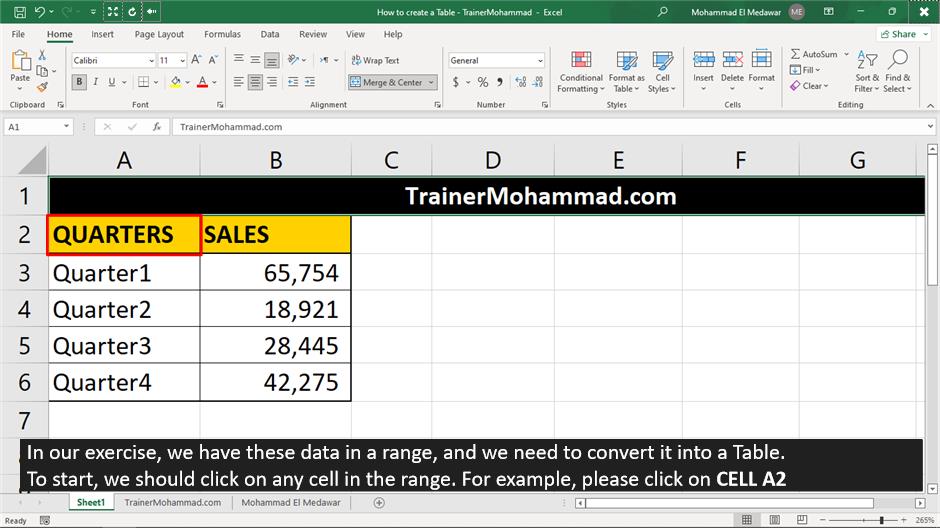 How to create a Table - TrainerMohammad - Excel
Mohammad El Medawar ME
File Home Insert Page Layout Formulas Data Review View Help Share
Paste
Calibri 11 A A
B I U A
Wrap Text
Merge & Center
General
$ % 9
Conditional Formatting
Format as Table
Cell Styles
Insert Delete Format
AutoSum
Fill
Clear
Sort & Filter
Find & Select
Clipboard Font Alignment Number Styles Cells Editing
A1 fx TrainerMohammad.com
A B C D E F G
1 TrainerMohammad.com
2 QUARTERS SALES
3 Quarter1 65,754
4 Quarter2 18,921
5 Quarter3 28,445
6 Quarter4 42,275
7
In our exercise, we have these data in a range, and we need to convert it into a Table.
To start, we should click on any cell in the range. For example, please click on CELL A2
Sheet1 TrainerMohammad.com Mohammad El Medawar
Ready 265%